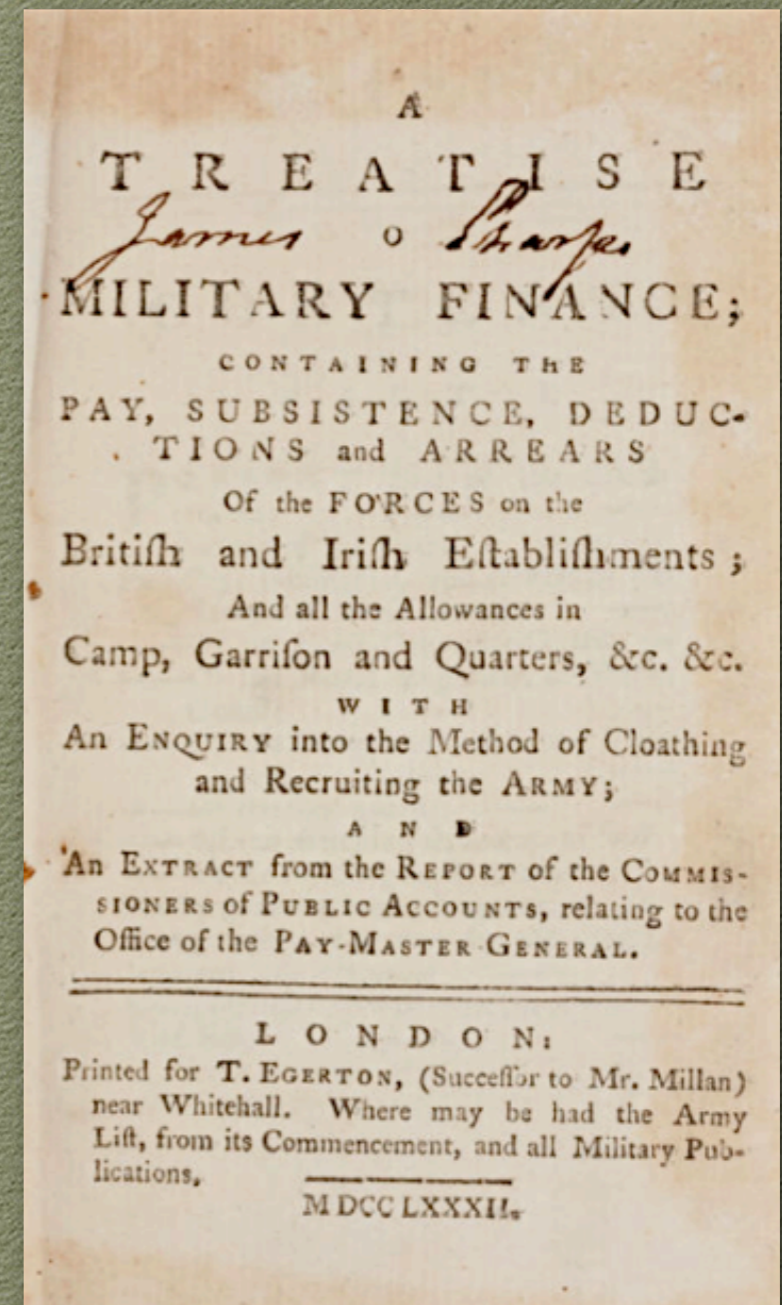 A
TREATISE
James O Sharpe
MILITARY FINANCE;
CONTAINING THE
PAY, SUBSISTENCE, DEDUC-
TIONS and ARREARS
Of the FORCES on the
Britiſh and Iriſh Eſtabliſhments;
And all the Allowances in
Camp, Garriſon and Quarters, &c. &c.
WITH
An ENQUIRY into the Method of Cloathing
and Recruiting the ARMY;
AND
An EXTRACT from the REPORT of the COMMIS-
SIONERS of PUBLIC ACCOUNTS, relating to the
Office of the PAY-MASTER GENERAL.
LONDON:
Printed for T. EGERTON, (Succeſſor to Mr. Millan)
near Whitehall. Where may be had the Army
Liſt, from its Commencement, and all Military Pub-
lications.
MDCCLXXXII.